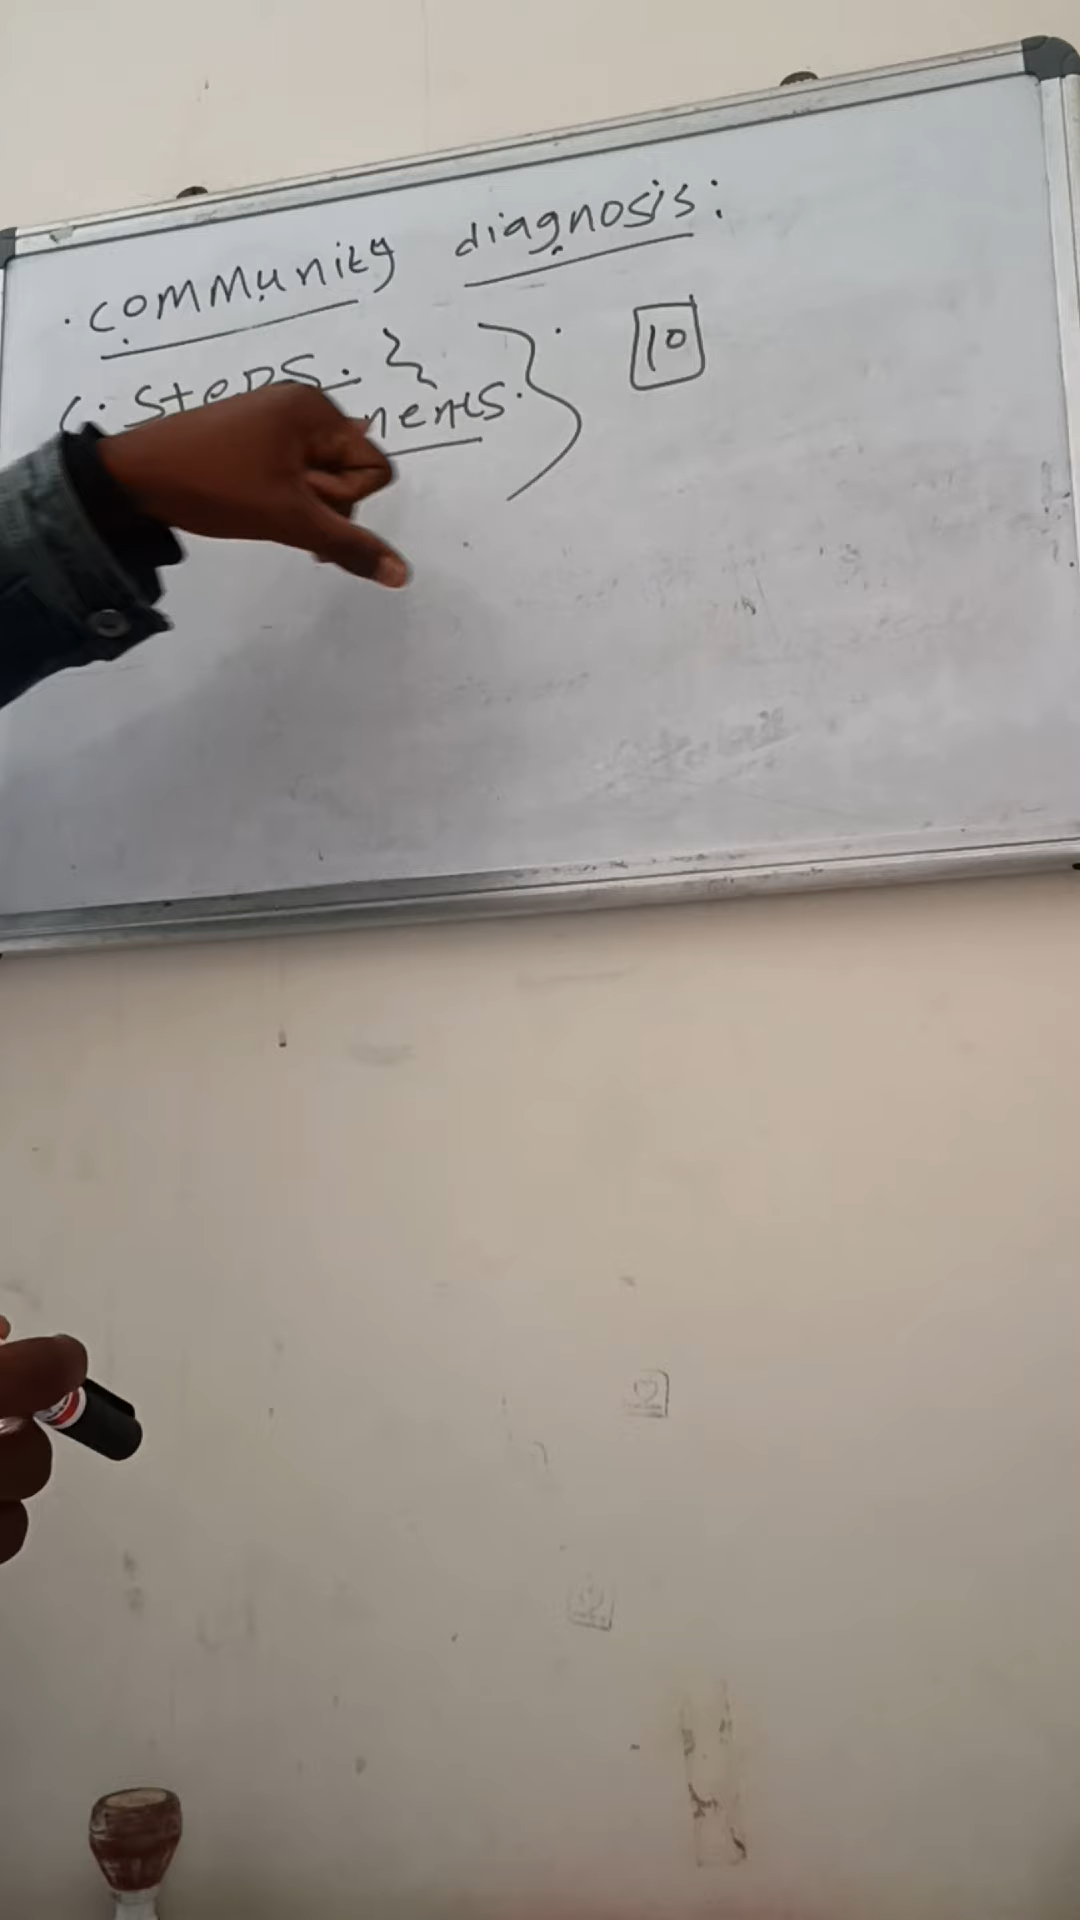 . community diagnosis:
(. Steps. }
nents. } . 10